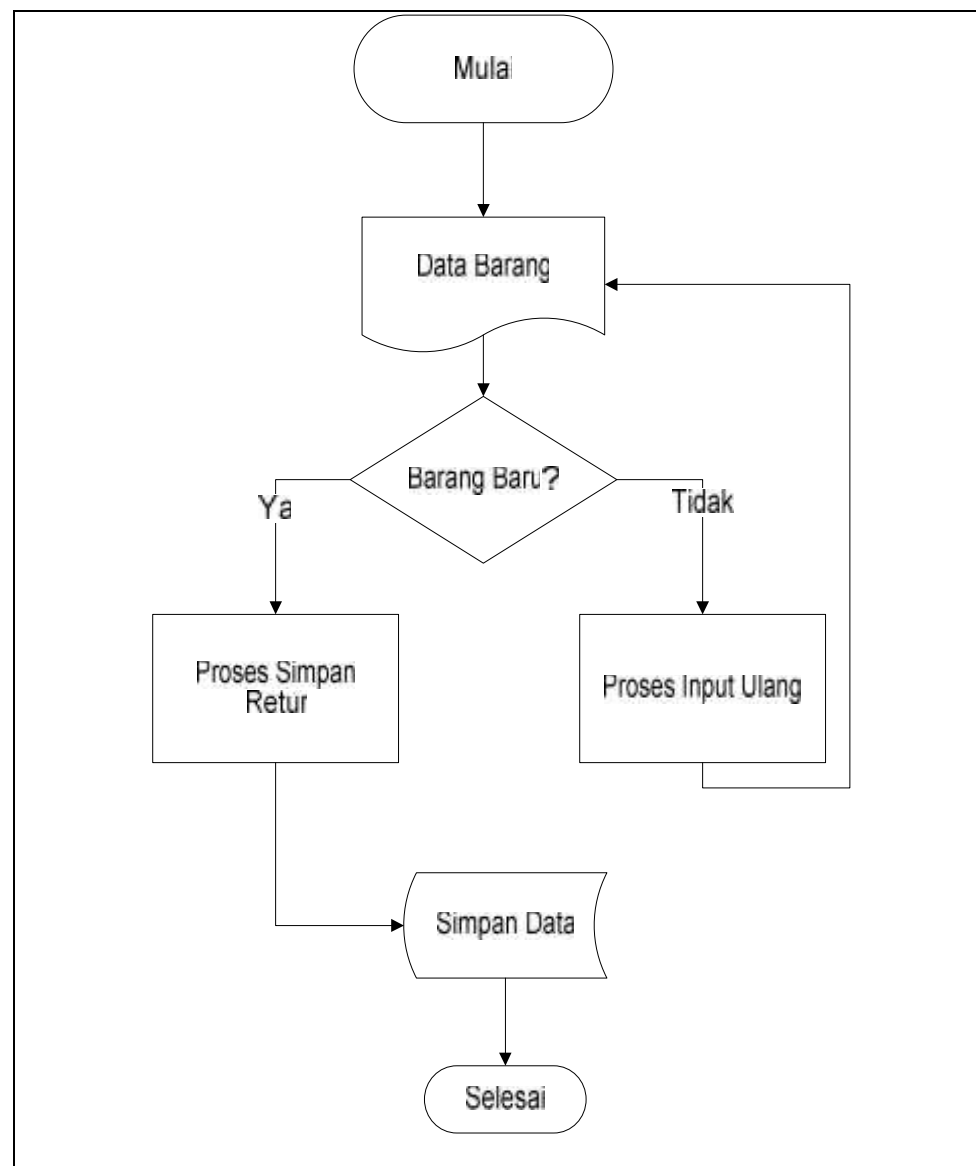 Mulai
Data Barang
Barang Baru?
Ya
Tidak
Proses Simpan
Retur
Proses Input Ulang
Simpan Data
Selesai